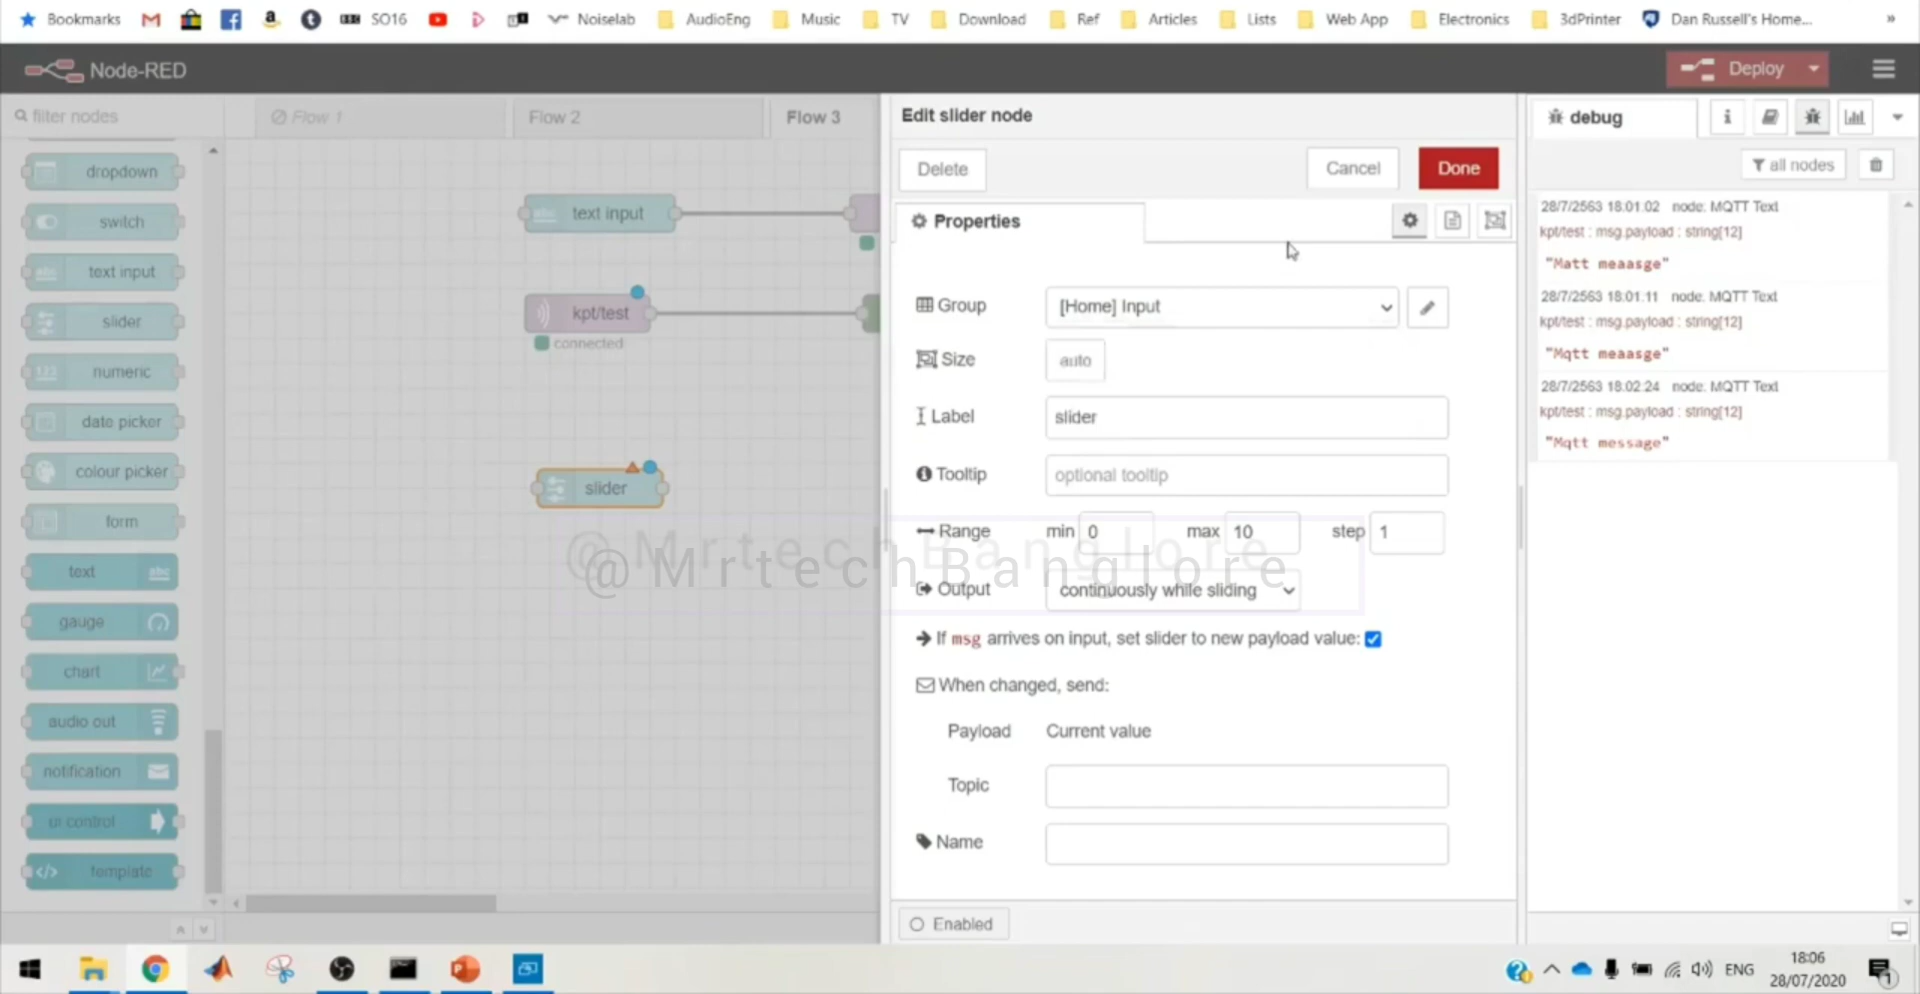 Bookmarks SO16 Noiselab AudioEng Music TV Download Ref Articles Lists Web App Electronics 3dPrinter Dan Russell's Home... »
Node-RED Deploy
filter nodes Flow 1 Flow 2 Flow 3
dropdown
switch
text input
slider
numeric
date picker
colour picker
form
text
gauge
chart
audio out
notification
ui control
template
text input
kpt/test
connected
slider
Edit slider node
Delete Cancel Done
Properties
Group [Home] Input
Size auto
Label slider
Tooltip optional tooltip
Range min 0 max 10 step 1
Output continuously while sliding
If msg arrives on input, set slider to new payload value:
When changed, send:
Payload Current value
Topic
Name
Enabled
@MrtechBanglore
@MrtechBanglore
debug
all nodes
28/7/2563 18.01.02 node: MQTT Text
kpt/test : msg.payload : string[12]
"Matt meaasge"
28/7/2563 18.01.11 node: MQTT Text
kpt/test : msg.payload : string[12]
"Mqtt meaasge"
28/7/2563 18.02.24 node: MQTT Text
kpt/test : msg.payload : string[12]
"Mqtt message"
ENG
18:06
28/07/2020
1